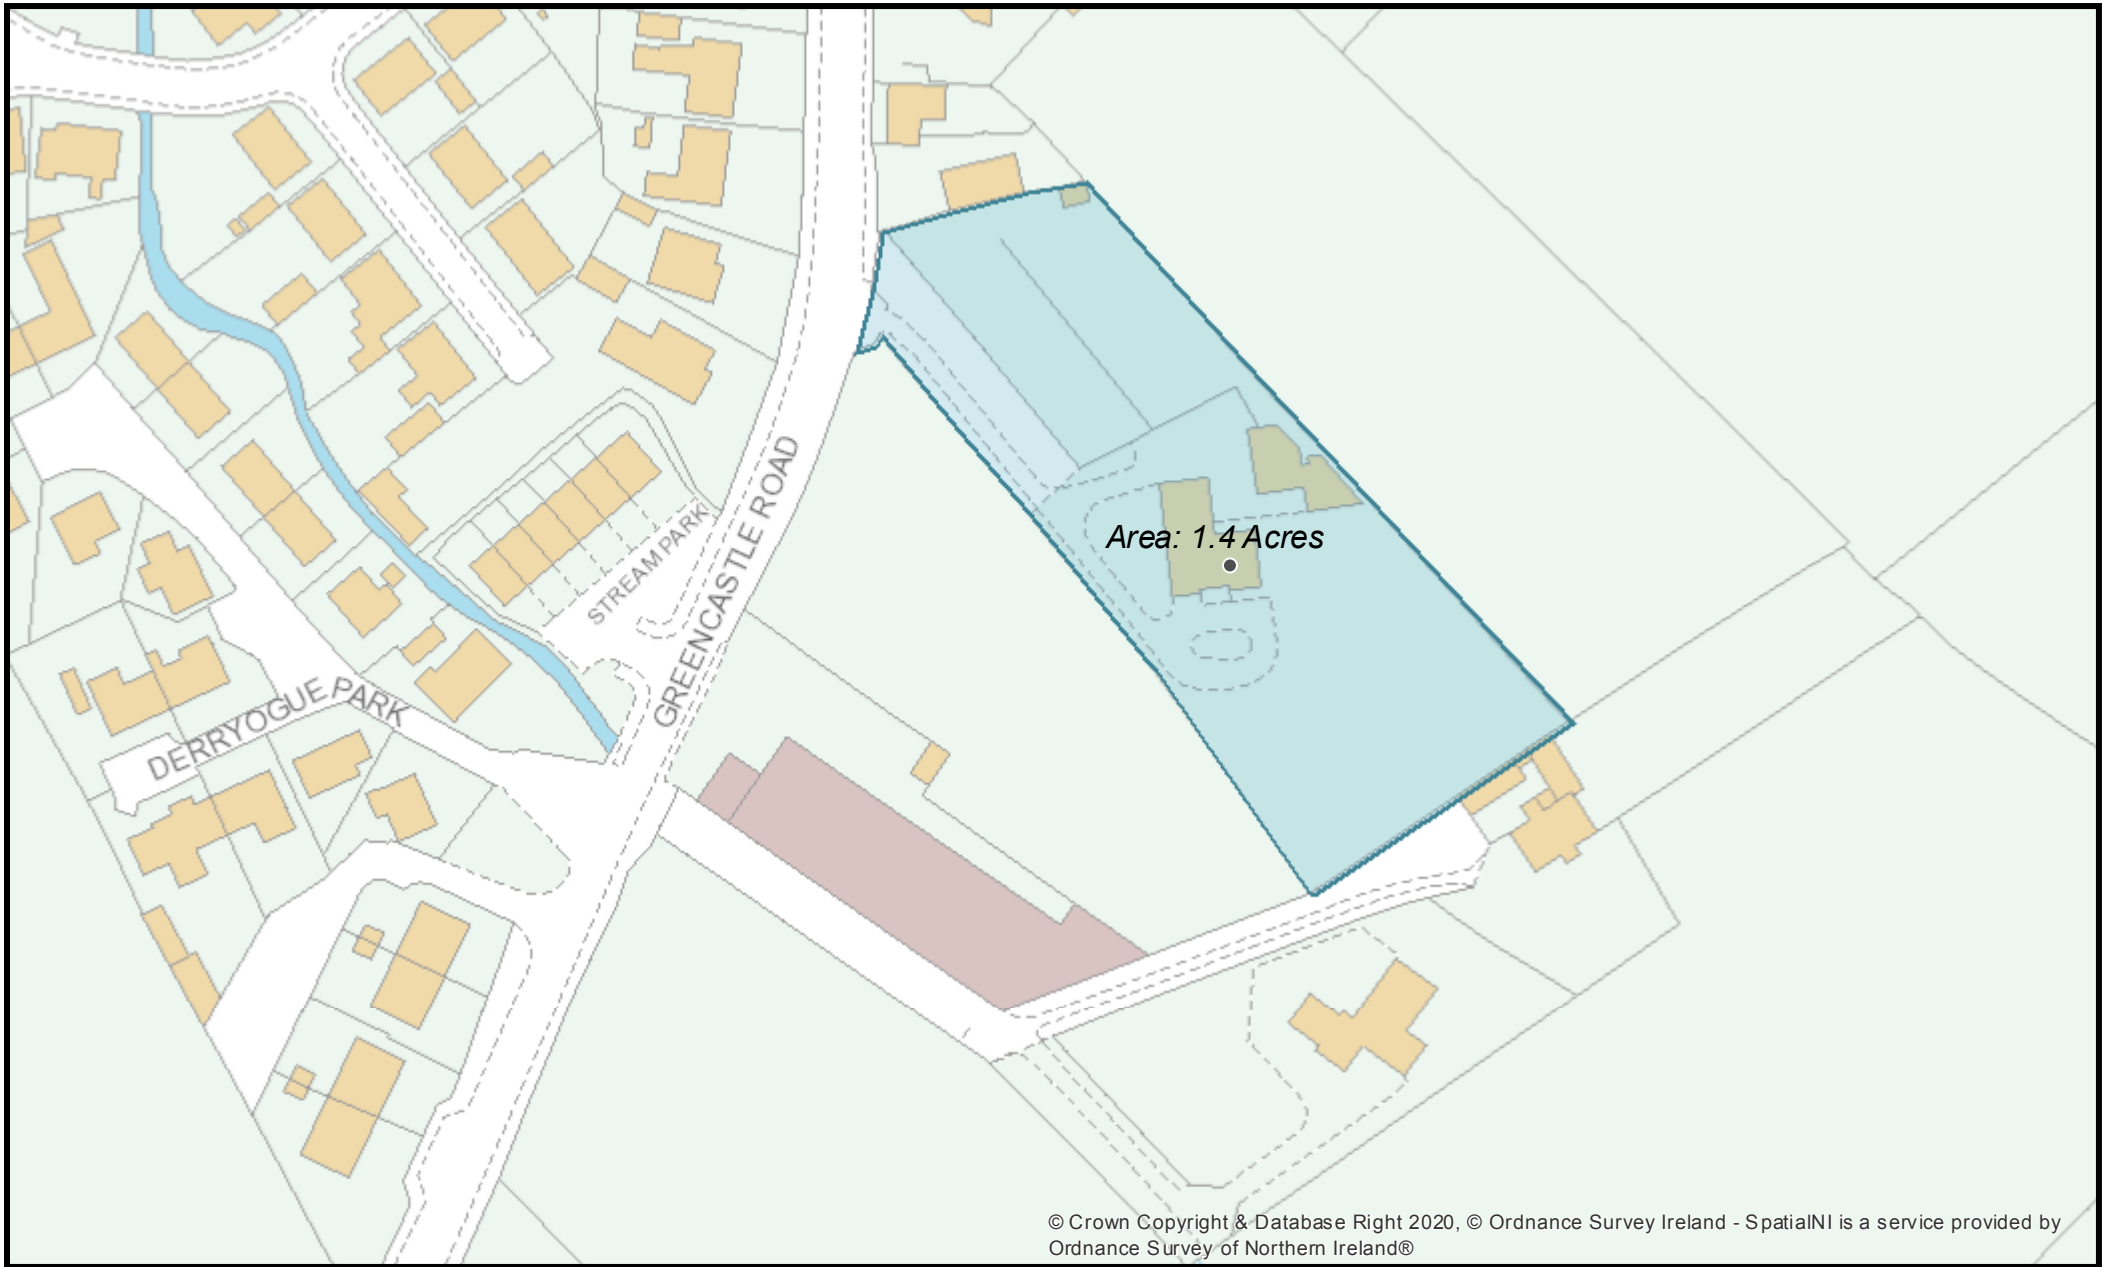 Area: 1.4 Acres
GREENCASTLE ROAD
STREAM PARK
DERRYOGUE PARK
© Crown Copyright & Database Right 2020, © Ordnance Survey Ireland - SpatialNI is a service provided by
Ordnance Survey of Northern Ireland®